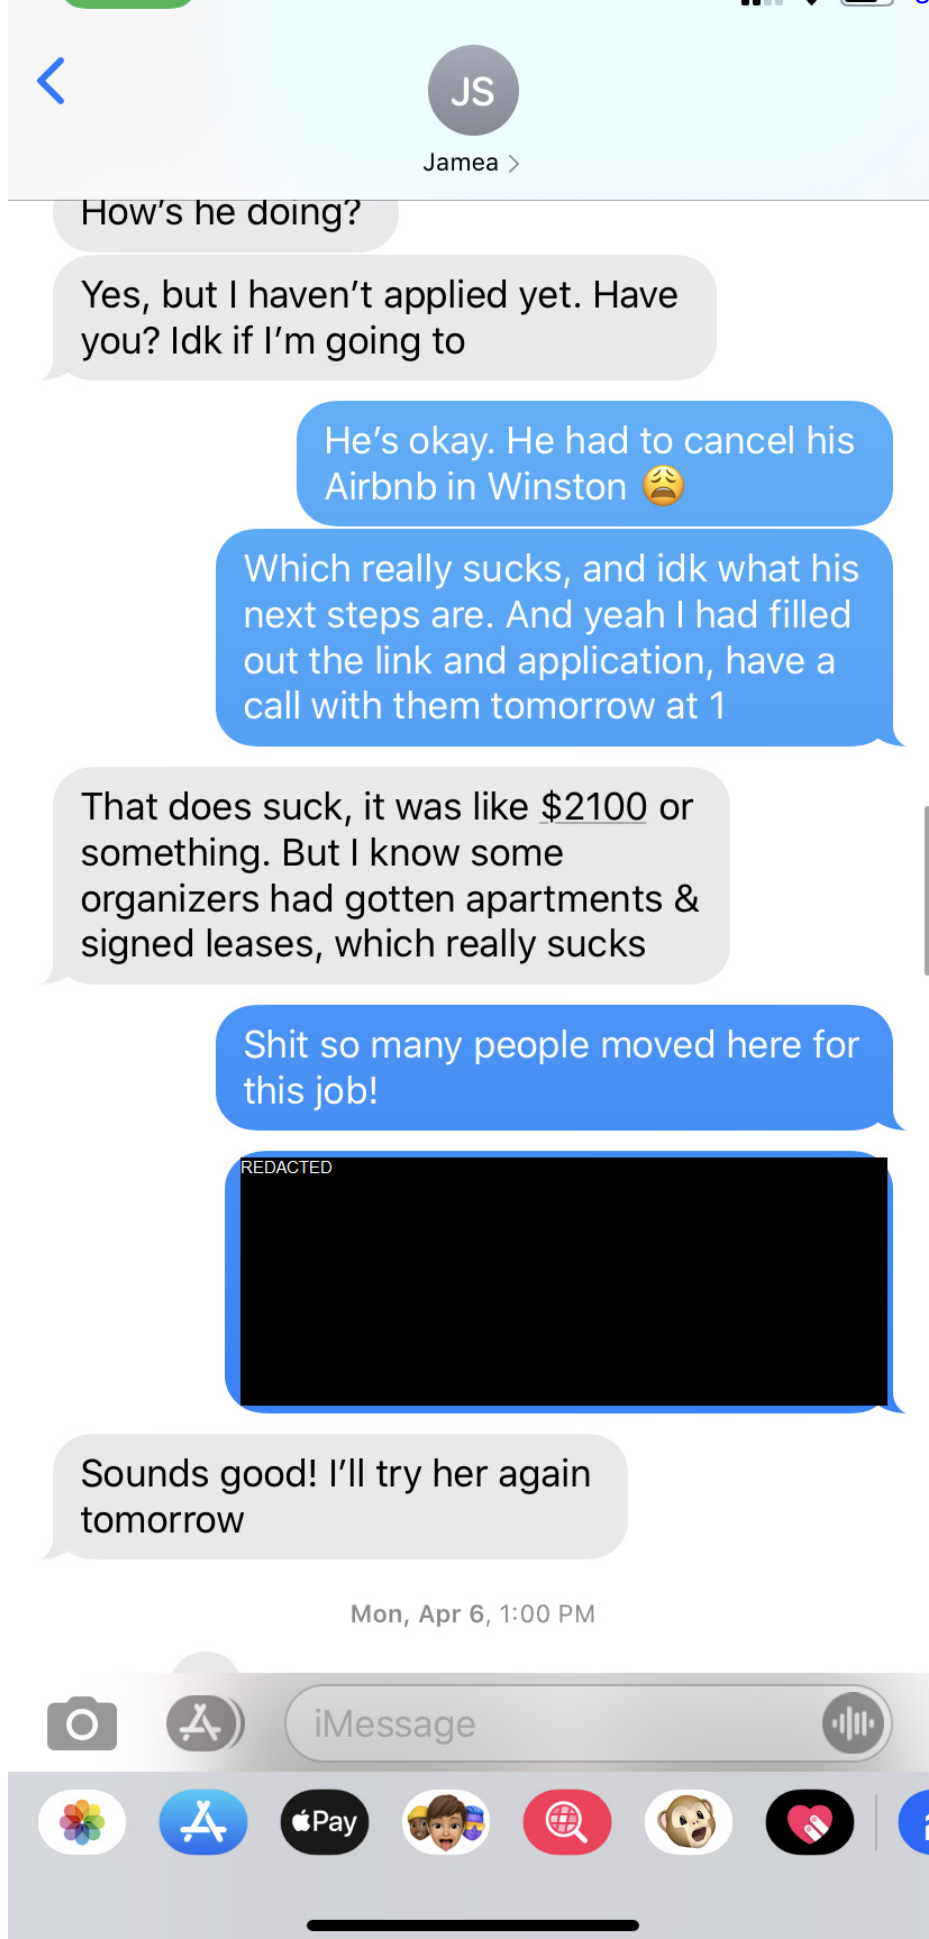 JS
Jamea >
How's he doing?
Yes, but I haven't applied yet. Have
you? Idk if I'm going to
He's okay. He had to cancel his
Airbnb in Winston 😩
Which really sucks, and idk what his
next steps are. And yeah I had filled
out the link and application, have a
call with them tomorrow at 1
That does suck, it was like $2100 or
something. But I know some
organizers had gotten apartments &
signed leases, which really sucks
Shit so many people moved here for
this job!
REDACTED
Sounds good! I'll try her again
tomorrow
Mon, Apr 6, 1:00 PM
iMessage
Pay